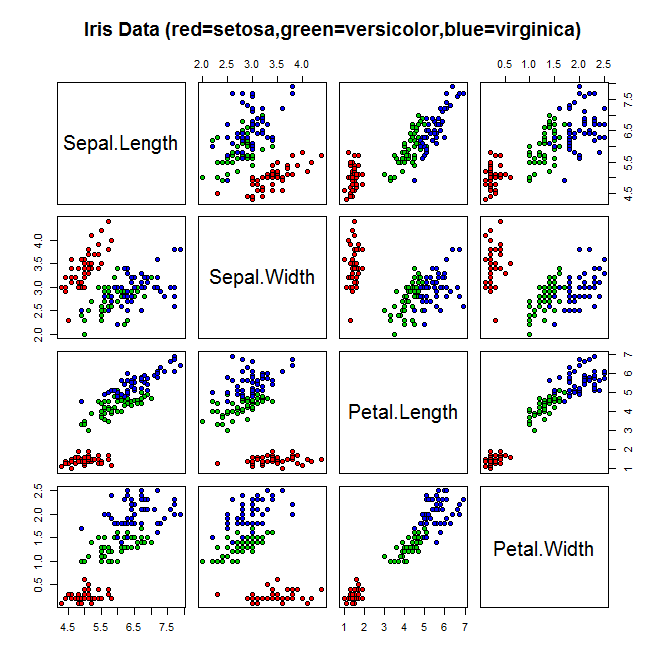 Iris Data (red=setosa,green=versicolor,blue=virginica)
2.0 2.5 3.0 3.5 4.0
0.5 1.5 2.5
Sepal.Length
4.5 5.5 6.5 7.5
2.0 2.5 3.0 3.5 4.0
Sepal.Width
Petal.Length
1 2 3 4 5 6 7
0.5 1.0 1.5 2.0 2.5
Petal.Width
4.5 5.5 6.5 7.5
1 2 3 4 5 6 7